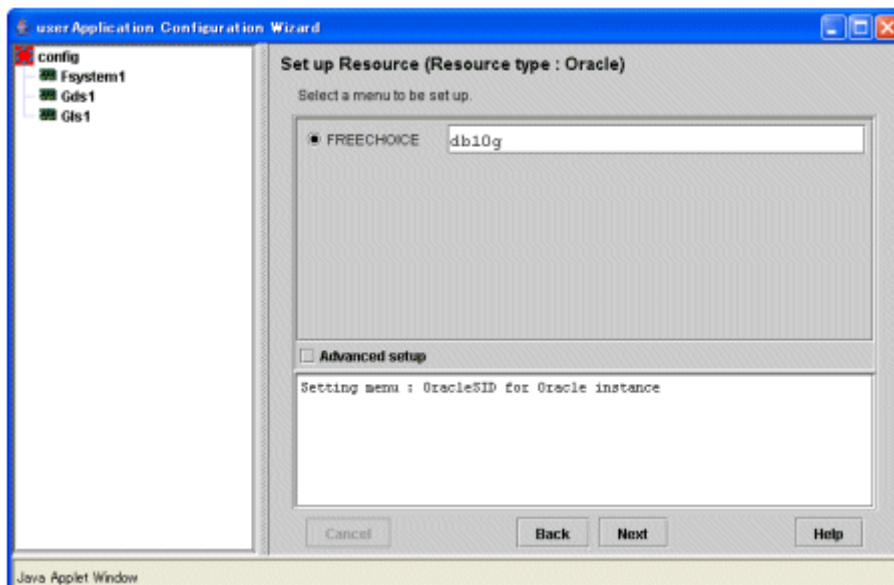 userApplication Configuration Wizard
config
Fsystem1
Gds1
Gls1
Set up Resource (Resource type : Oracle)
Select a menu to be set up.
FREECHOICE db10g
Advanced setup
Setting menu : OracleSID for Oracle instance
Cancel Back Next Help
Java Applet Window